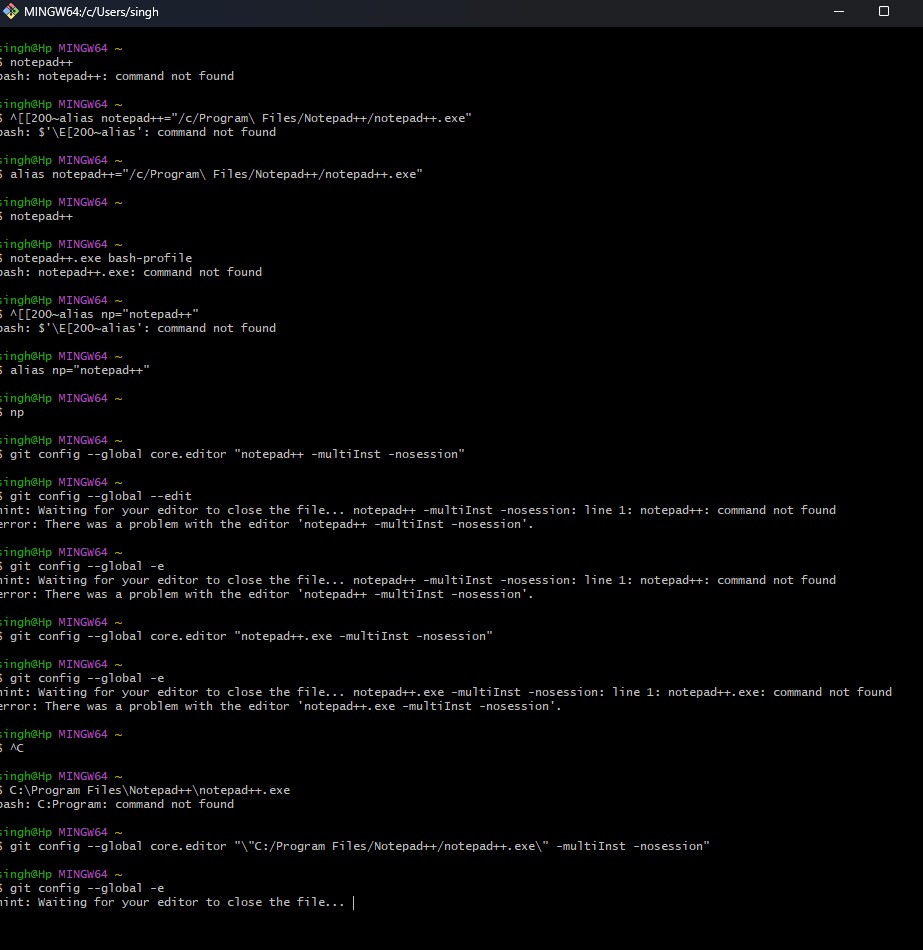 MINGW64:/c/Users/singh
singh@Hp MINGW64 ~
$ notepad++
bash: notepad++: command not found
singh@Hp MINGW64 ~
$ ^[[200~alias notepad++="/c/Program\ Files/Notepad++/notepad++.exe"
bash: $'\E[200~alias': command not found
singh@Hp MINGW64 ~
$ alias notepad++="/c/Program\ Files/Notepad++/notepad++.exe"
singh@Hp MINGW64 ~
$ notepad++
singh@Hp MINGW64 ~
$ notepad++.exe bash-profile
bash: notepad++.exe: command not found
singh@Hp MINGW64 ~
$ ^[[200~alias np="notepad++"
bash: $'\E[200~alias': command not found
singh@Hp MINGW64 ~
$ alias np="notepad++"
singh@Hp MINGW64 ~
$ np
singh@Hp MINGW64 ~
$ git config --global core.editor "notepad++ -multiInst -nosession"
singh@Hp MINGW64 ~
$ git config --global --edit
hint: Waiting for your editor to close the file... notepad++ -multiInst -nosession: line 1: notepad++: command not found
error: There was a problem with the editor 'notepad++ -multiInst -nosession'.
singh@Hp MINGW64 ~
$ git config --global -e
hint: Waiting for your editor to close the file... notepad++ -multiInst -nosession: line 1: notepad++: command not found
error: There was a problem with the editor 'notepad++ -multiInst -nosession'.
singh@Hp MINGW64 ~
$ git config --global core.editor "notepad++.exe -multiInst -nosession"
singh@Hp MINGW64 ~
$ git config --global -e
hint: Waiting for your editor to close the file... notepad++.exe -multiInst -nosession: line 1: notepad++.exe: command not found
error: There was a problem with the editor 'notepad++.exe -multiInst -nosession'.
singh@Hp MINGW64 ~
$ ^C
singh@Hp MINGW64 ~
$ C:\Program Files\Notepad++\notepad++.exe
bash: C:Program: command not found
singh@Hp MINGW64 ~
$ git config --global core.editor "\"C:/Program Files/Notepad++/notepad++.exe\" -multiInst -nosession"
singh@Hp MINGW64 ~
$ git config --global -e
hint: Waiting for your editor to close the file...